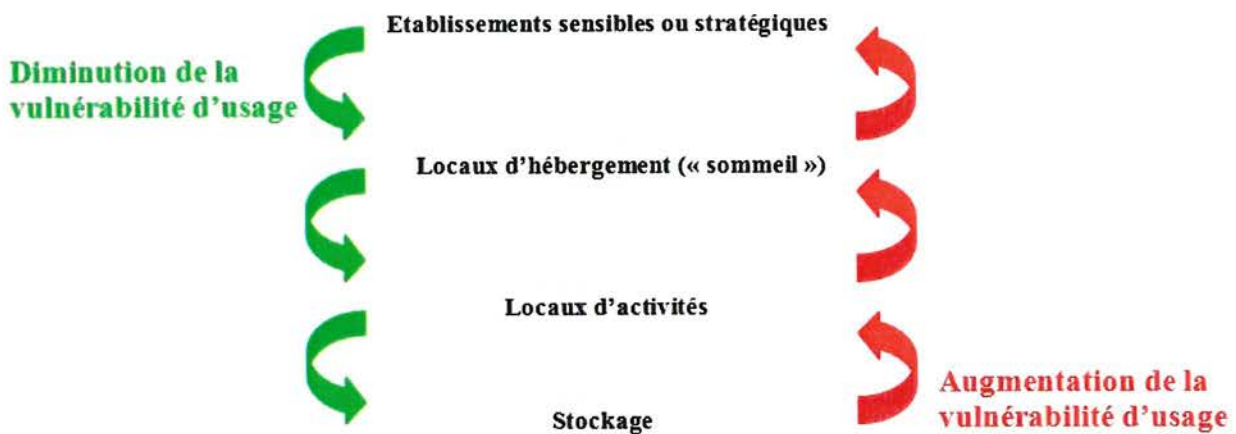 Etablissements sensibles ou stratégiques
Diminution de la
vulnérabilité d’usage
Locaux d’hébergement (« sommeil »)
Locaux d’activités
Augmentation de la
vulnérabilité d’usage
Stockage